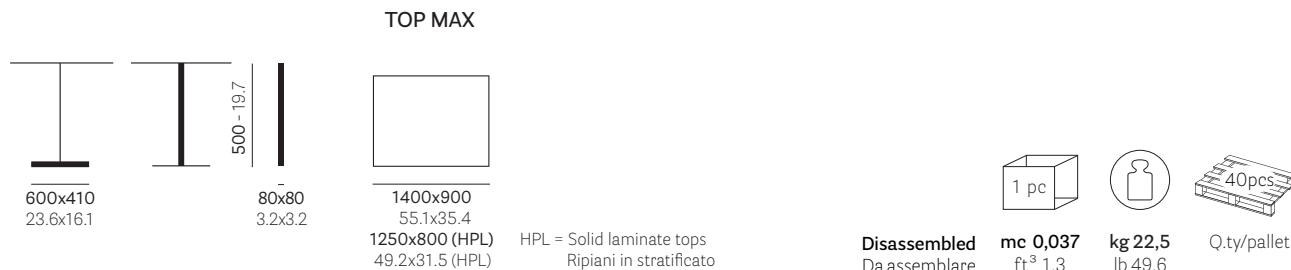 TOP MAX
500 - 19.7
600x410
23.6x16.1
80x80
3.2x3.2
1400x900
55.1x35.4
1250x800 (HPL)
49.2x31.5 (HPL)
HPL = Solid laminate tops
Ripiani in stratificato
1 pc
40pcs
Disassembled
Da assemblare
mc 0,037
ft³ 1.3
kg 22,5
lb 49.6
Q.ty/pallet